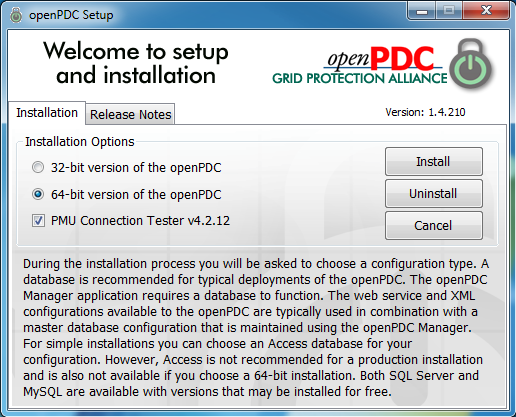 openPDC Setup
Welcome to setup
and installation
openPDC
GRID PROTECTION ALLIANCE
Installation
Release Notes
Version: 1.4.210
Installation Options
32-bit version of the openPDC
Install
64-bit version of the openPDC
Uninstall
PMU Connection Tester v4.2.12
Cancel
During the installation process you will be asked to choose a configuration type. A
database is recommended for typical deployments of the openPDC. The openPDC
Manager application requires a database to function. The web service and XML
configurations available to the openPDC are typically used in combination with a
master database configuration that is maintained using the openPDC Manager.
For simple installations you can choose an Access database for your
configuration. However, Access is not recommended for a production installation
and is also not available if you choose a 64-bit installation. Both SQL Server and
MySQL are available with versions that may be installed for free.